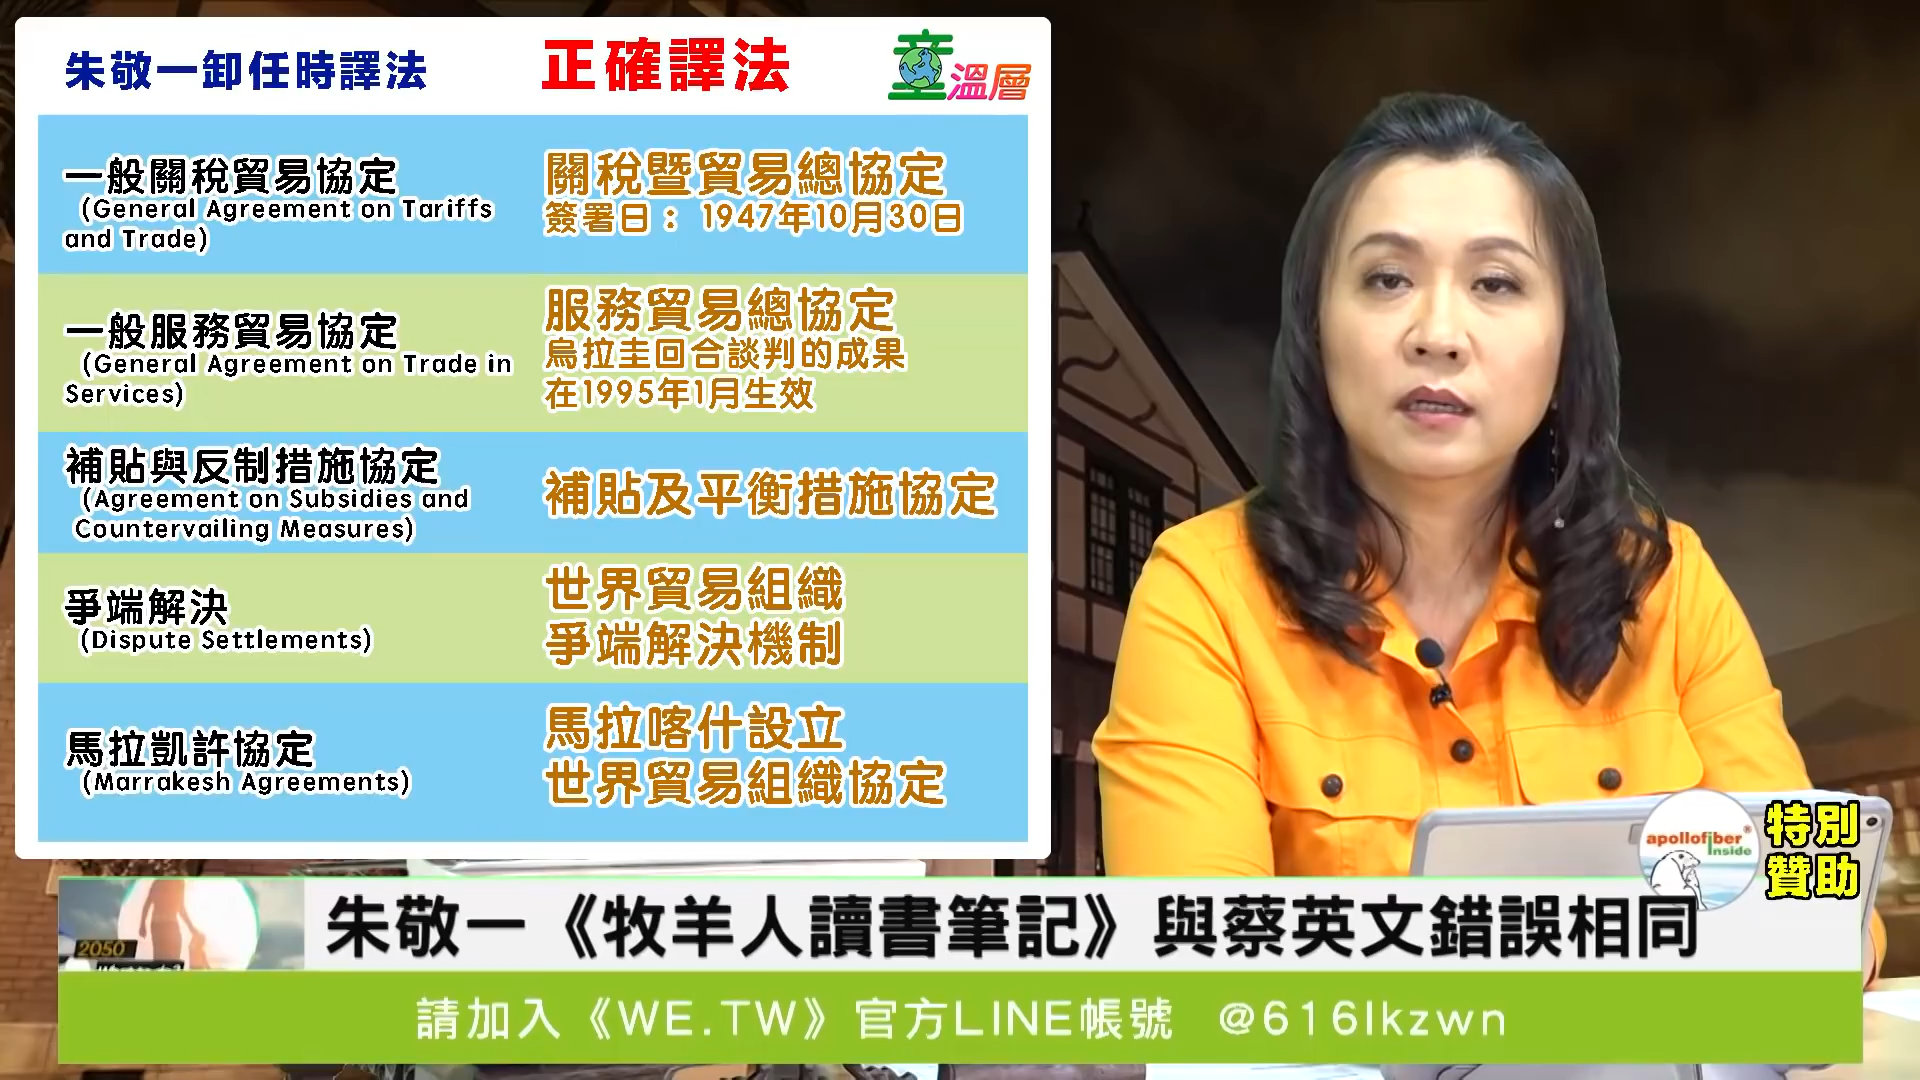 朱敬一卸任時譯法
正確譯法
童溫層
一般關稅貿易協定
(General Agreement on Tariffs
and Trade)
關稅暨貿易總協定
簽署日： 1947年10月30日
一般服務貿易協定
(General Agreement on Trade in
Services)
服務貿易總協定
烏拉圭回合談判的成果
在1995年1月生效
補貼與反制措施協定
(Agreement on Subsidies and
Countervailing Measures)
補貼及平衡措施協定
爭端解決
(Dispute Settlements)
世界貿易組織
爭端解決機制
馬拉凱許協定
(Marrakesh Agreements)
馬拉喀什設立
世界貿易組織協定
apollofiber®
inside
特別
贊助
2050
朱敬一《牧羊人讀書筆記》與蔡英文錯誤相同
請加入《WE.TW》官方LINE帳號 @616lkzwn